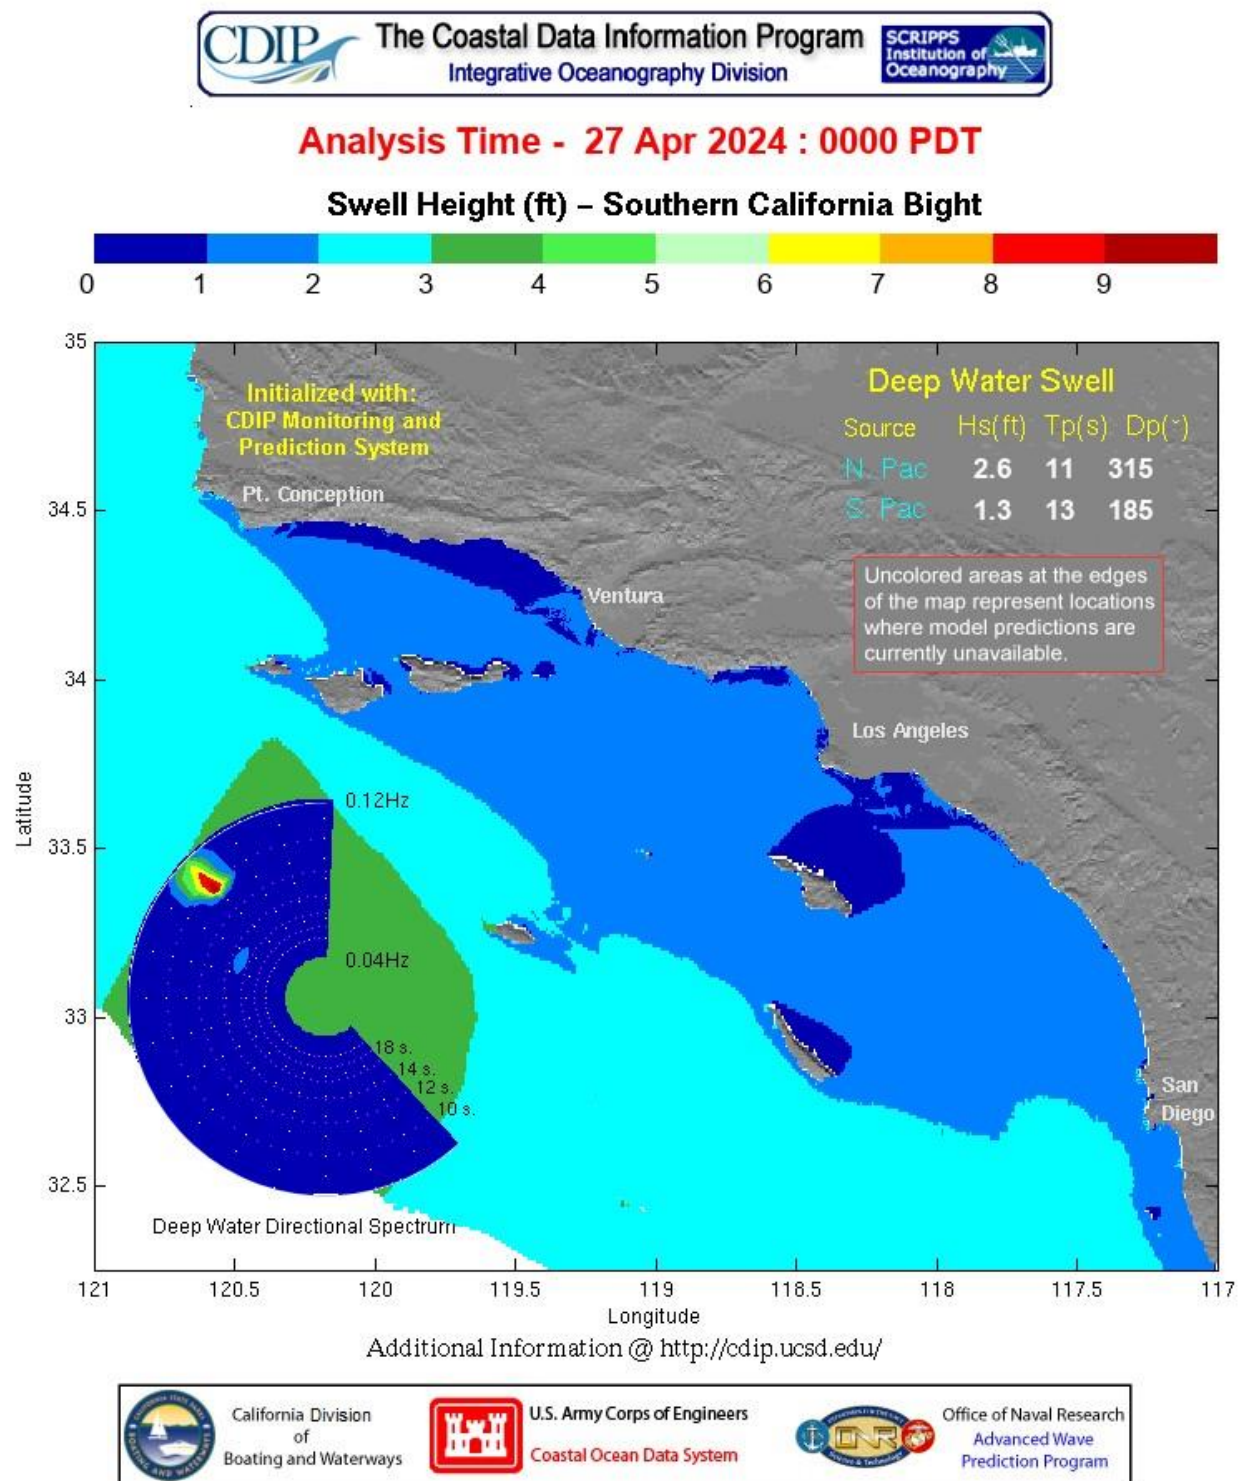 CDIP
The Coastal Data Information Program
Integrative Oceanography Division
SCRIPPS
Institution of
Oceanography
Analysis Time - 27 Apr 2024 : 0000 PDT
Swell Height (ft) – Southern California Bight
0 1 2 3 4 5 6 7 8 9
35
34.5
34
33.5
33
32.5
Latitude
Initialized with:
CDIP Monitoring and
Prediction System
Deep Water Swell
Source Hs(ft) Tp(s) Dp(˜)
N. Pac 2.6 11 315
S. Pac 1.3 13 185
Uncolored areas at the edges
of the map represent locations
where model predictions are
currently unavailable.
Pt. Conception
Ventura
Los Angeles
San
Diego
0.12Hz
0.04Hz
18 s.
14 s.
12 s.
10 s.
Deep Water Directional Spectrum
121 120.5 120 119.5 119 118.5 118 117.5 117
Longitude
Additional Information @ http://cdip.ucsd.edu/
California Division
of
Boating and Waterways
U.S. Army Corps of Engineers
Coastal Ocean Data System
ONR
Office of Naval Research
Advanced Wave
Prediction Program